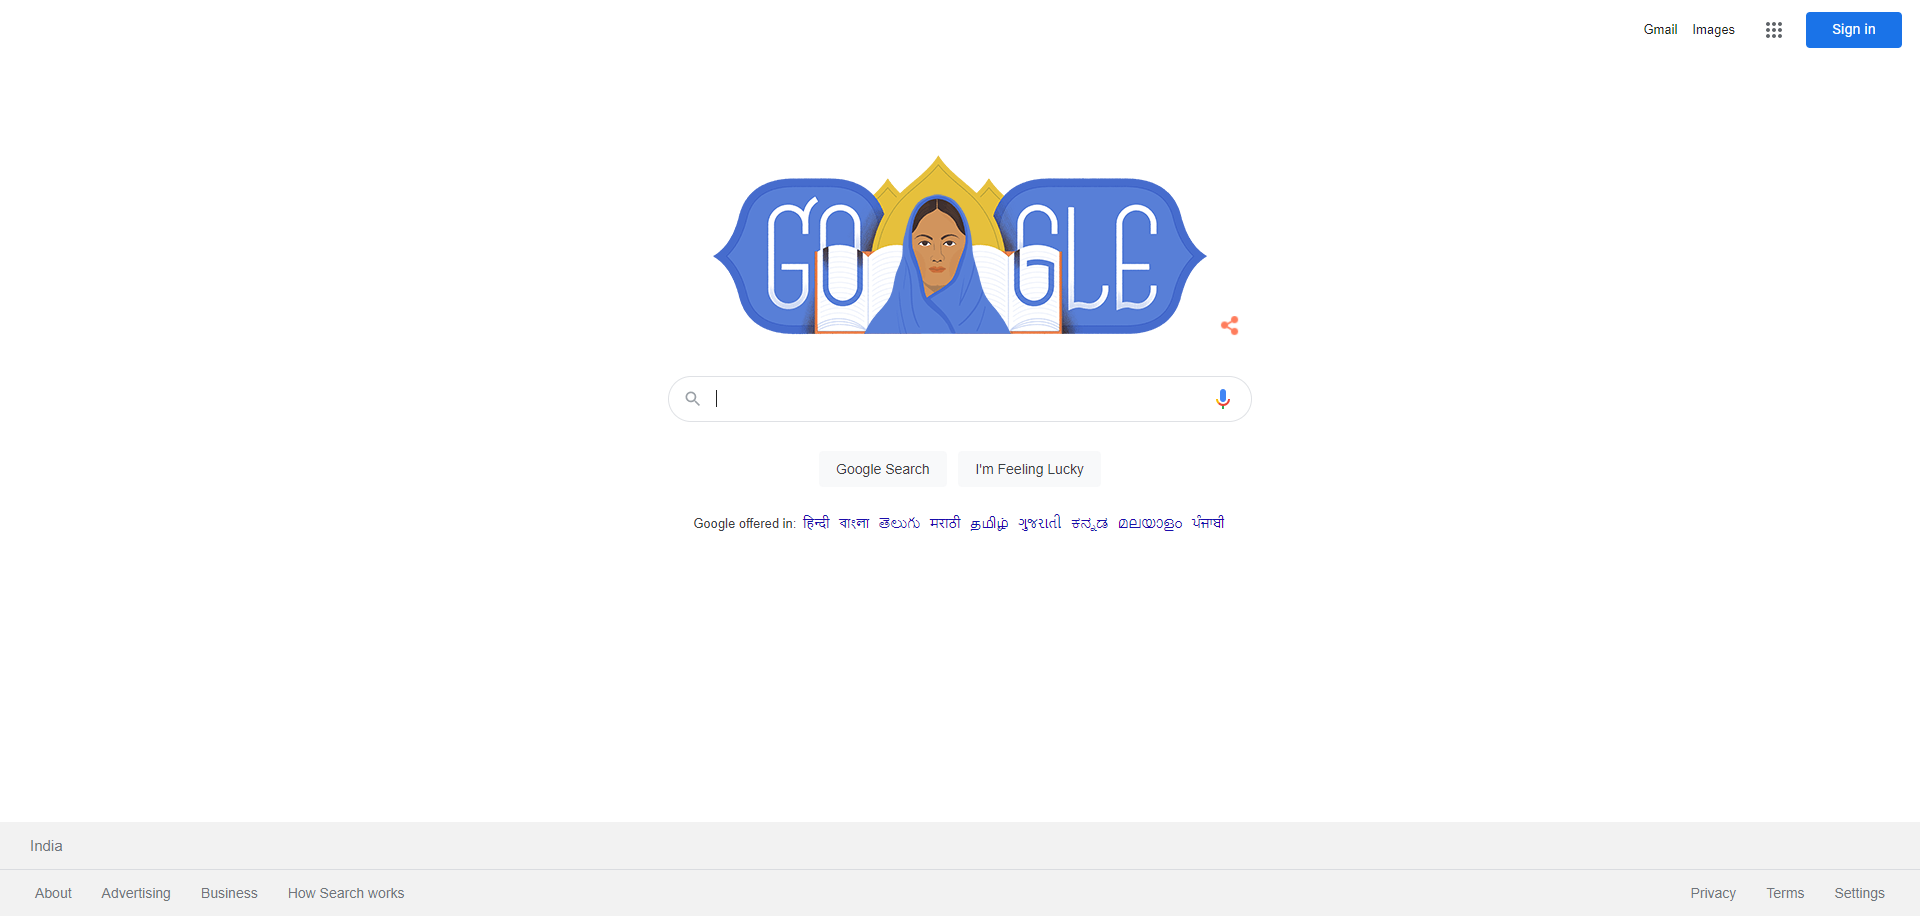 Gmail Images Sign in
GOOGLE
Google Search I'm Feeling Lucky
Google offered in: हिन्दी বাংলা తెలుగు मराठी தமிழ் ગુજરાતી ಕನ್ನಡ മലയാളം ਪੰਜਾਬੀ
India
About Advertising Business How Search works Privacy Terms Settings